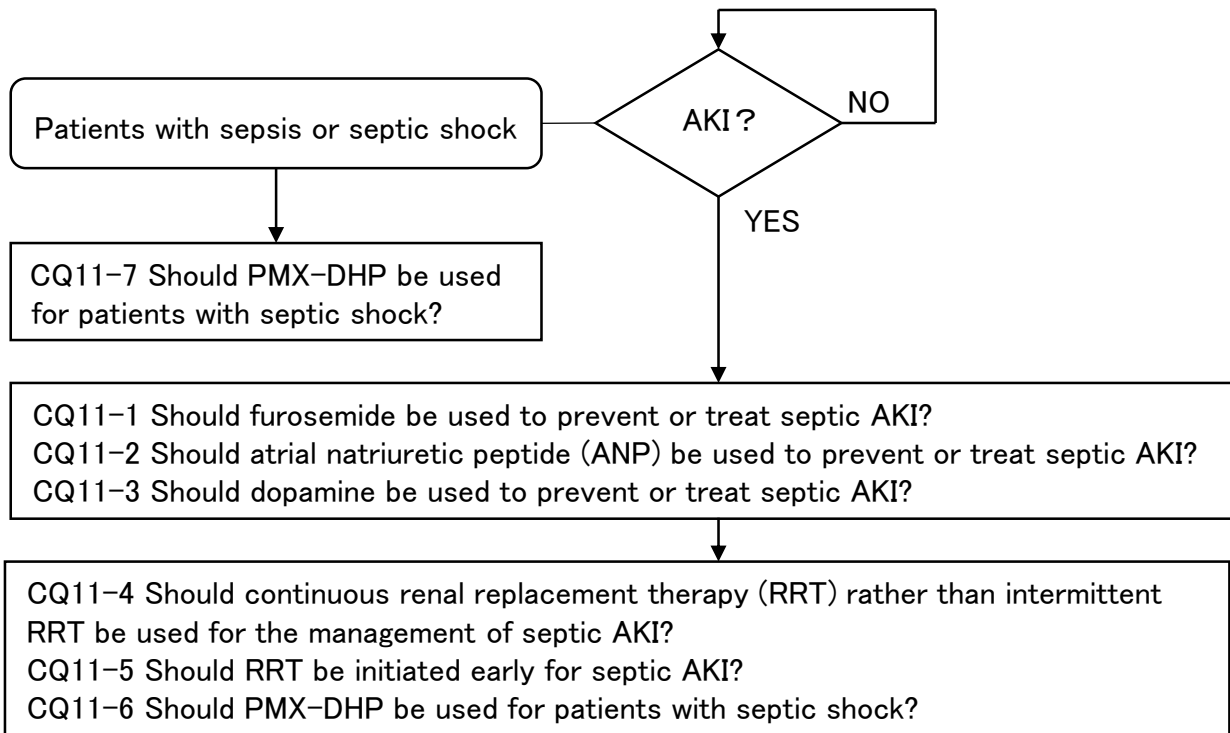 Patients with sepsis or septic shock
AKI？
NO
YES
CQ11-7 Should PMX-DHP be used
for patients with septic shock?
CQ11-1 Should furosemide be used to prevent or treat septic AKI?
CQ11-2 Should atrial natriuretic peptide (ANP) be used to prevent or treat septic AKI?
CQ11-3 Should dopamine be used to prevent or treat septic AKI?
CQ11-4 Should continuous renal replacement therapy (RRT) rather than intermittent
RRT be used for the management of septic AKI?
CQ11-5 Should RRT be initiated early for septic AKI?
CQ11-6 Should PMX-DHP be used for patients with septic shock?